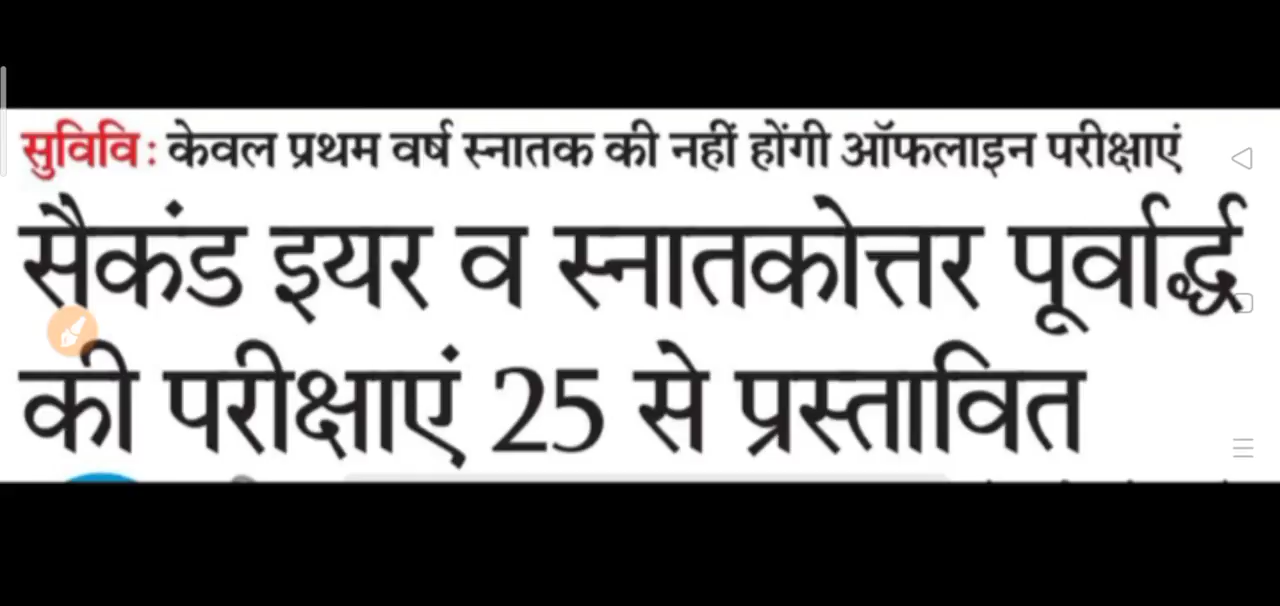 सुविवि: केवल प्रथम वर्ष स्नातक की नहीं होंगी ऑफलाइन परीक्षाएं
सैकंड इयर व स्नातकोत्तर पूर्वार्द्ध
की परीक्षाएं 25 से प्रस्तावित